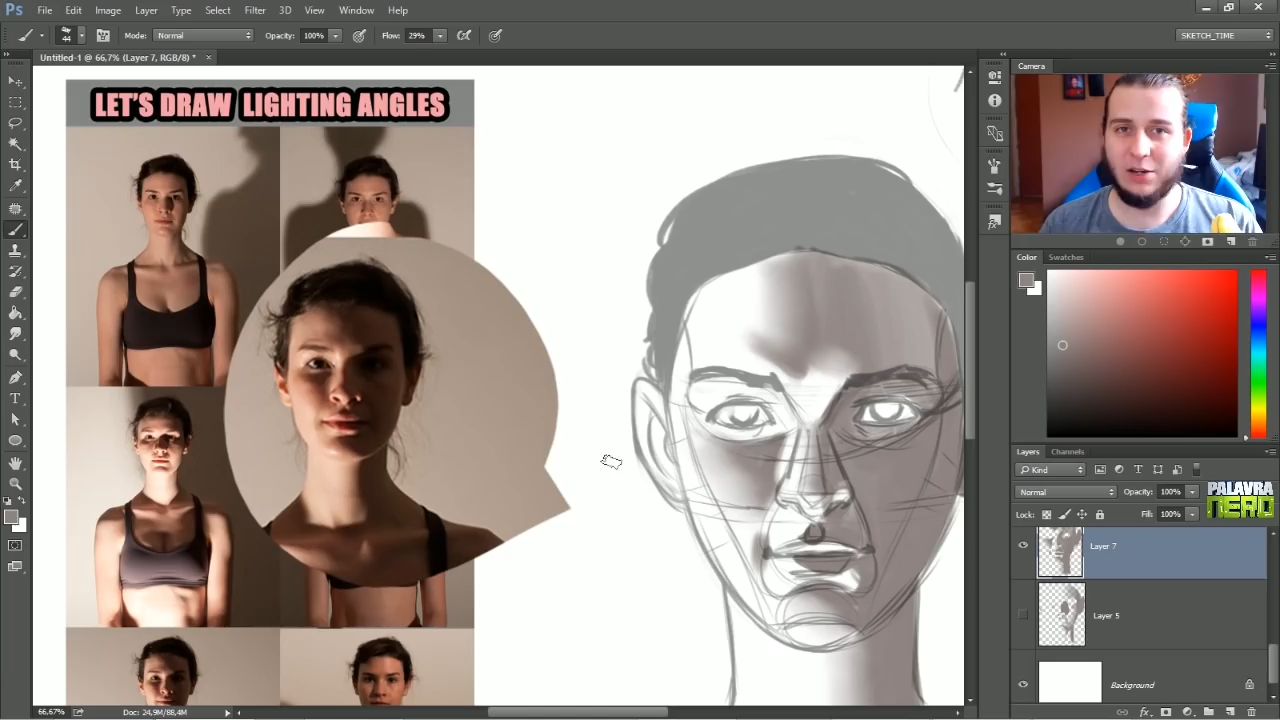 Ps File Edit Image Layer Type Select Filter 3D View Window Help
44 Mode: Normal Opacity: 100% Flow: 29% SKETCH_TIME
Untitled-1 @ 66,7% (Layer 7, RGB/8) * ×
Camera
LET'S DRAW LIGHTING ANGLES
Color Swatches
Layers Channels
Kind
Normal Opacity: 100%
PALAVRA
NERD
Lock: Fill: 100%
Layer 7
Layer 5
Background
66,67% Doc: 24,9M/88,4M